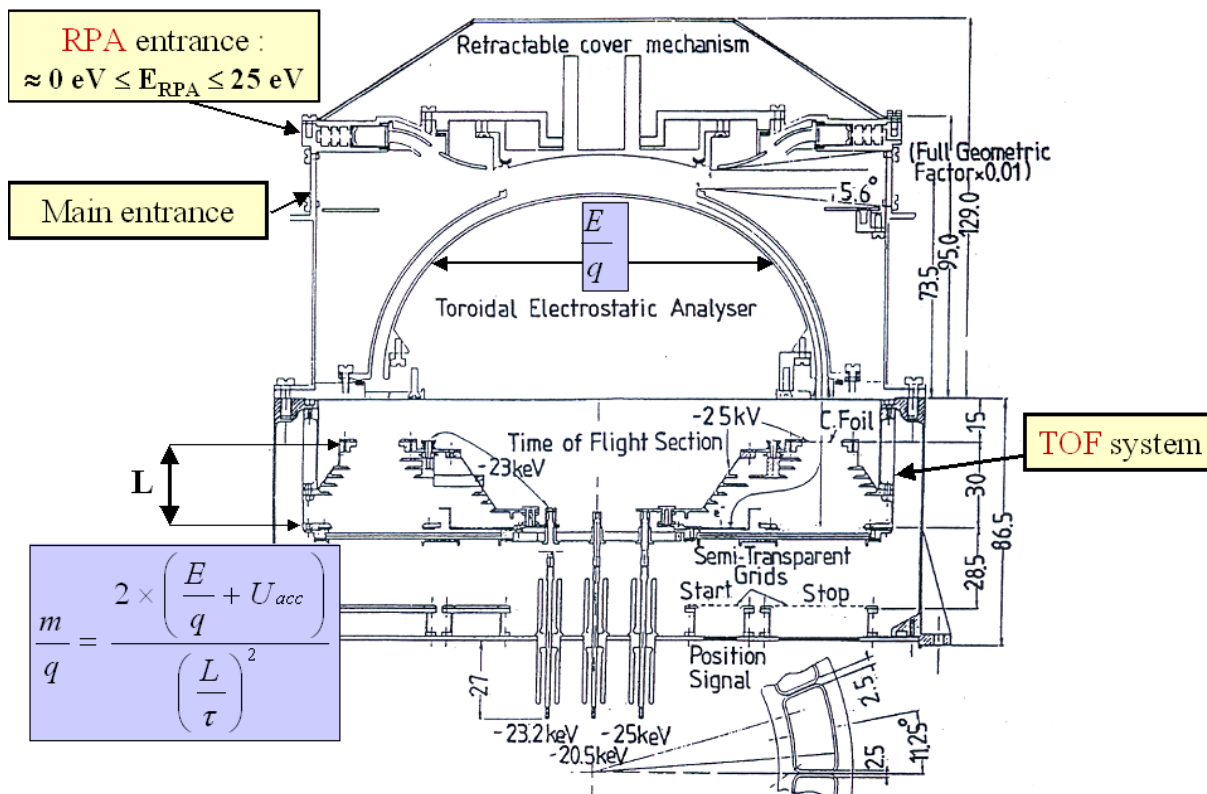 RPA entrance :
≈ 0 eV ≤ E_RPA ≤ 25 eV
Retractable cover mechanism
Main entrance
(Full Geometric
Factor×0.01)
5.6°
129.0
95.0
73.5
E
q
Toroidal Electrostatic Analyser
-25kV
C.Foil
15
Time of Flight Section
-23keV
TOF system
L
30
e-
86.5
Semi-Transparent
Grids
28.5
Start
Stop
m/q = 2 × (E/q + Uacc) / (L/τ)²
Position
Signal
27
2.5
-23.2keV
-25keV
-20.5keV
2.5
11.25°